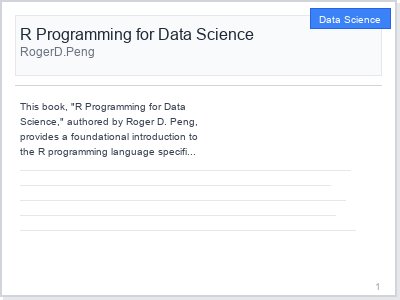 Data Science
R Programming for Data Science
RogerD.Peng
This book, "R Programming for Data
Science," authored by Roger D. Peng,
provides a foundational introduction to
the R programming language specifi...
1